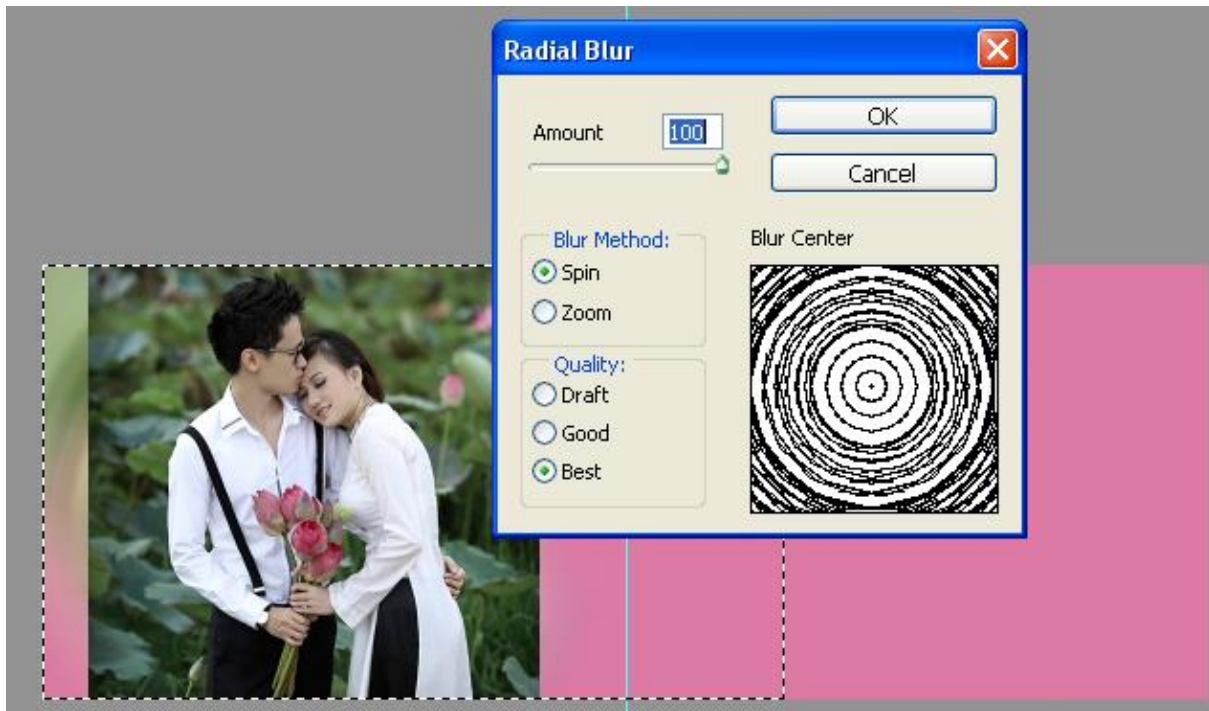 Radial Blur
Amount 100
OK
Cancel
Blur Method:
Spin
Zoom
Quality:
Draft
Good
Best
Blur Center